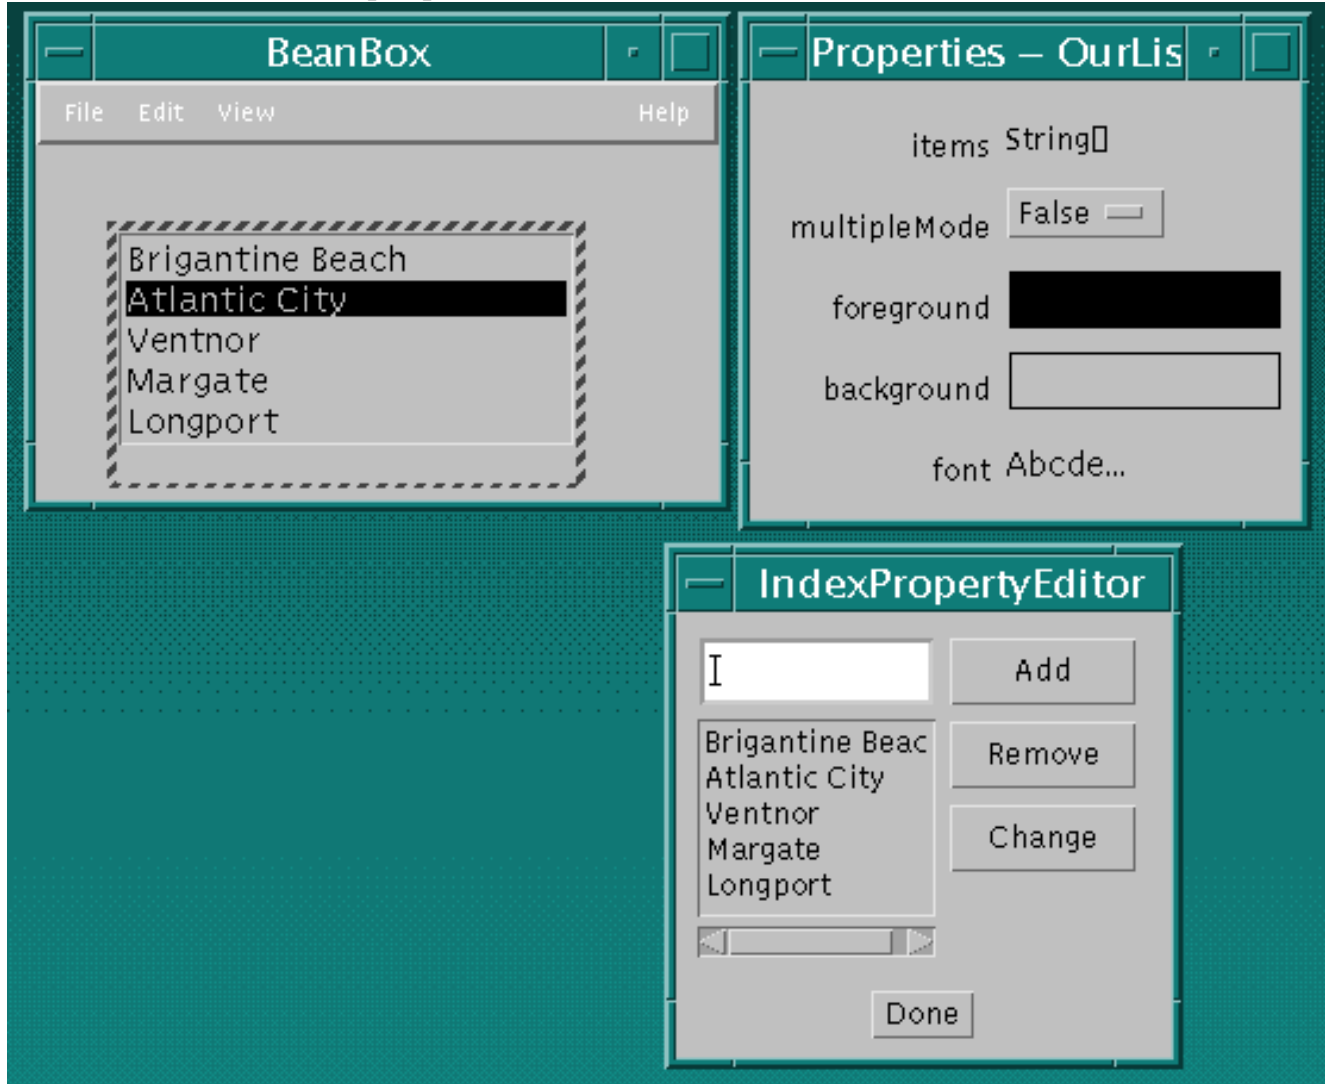 BeanBox
File Edit View Help
Brigantine Beach
Atlantic City
Ventnor
Margate
Longport
Properties – OurLis
items String[]
multipleMode False
foreground
background
font Abcde...
IndexPropertyEditor
Add
Brigantine Beac
Atlantic City
Ventnor
Margate
Longport
Remove
Change
Done